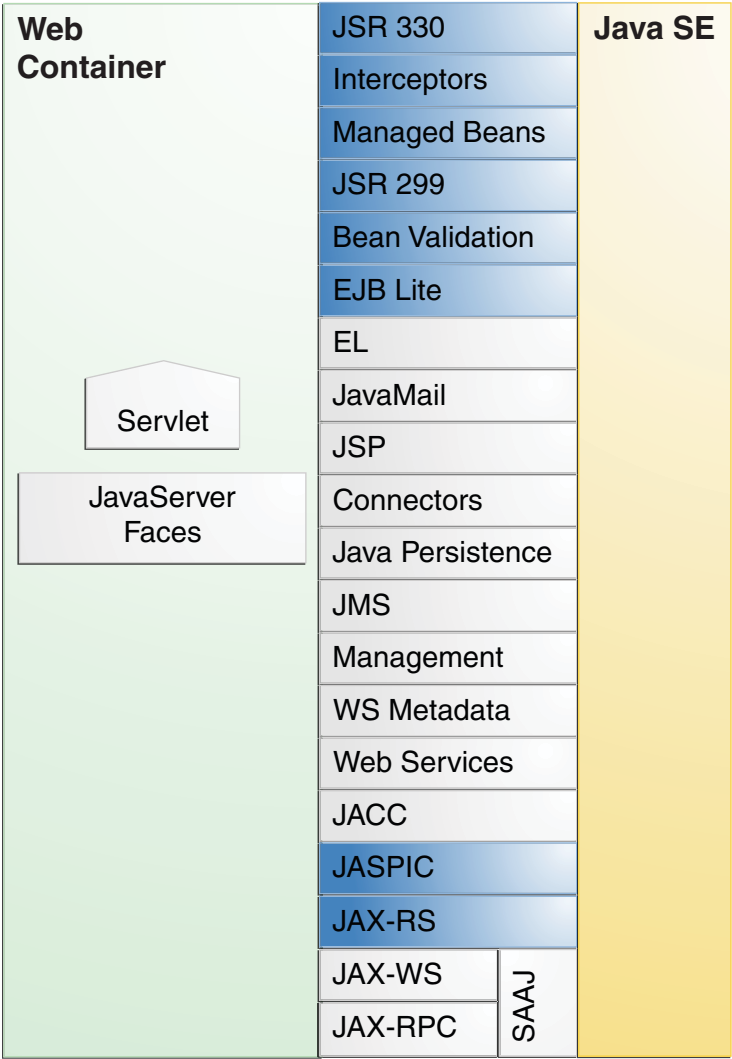 Web
Container
Servlet
JavaServer
Faces
JSR 330
Interceptors
Managed Beans
JSR 299
Bean Validation
EJB Lite
EL
JavaMail
JSP
Connectors
Java Persistence
JMS
Management
WS Metadata
Web Services
JACC
JASPIC
JAX-RS
JAX-WS
JAX-RPC
SAAJ
Java SE